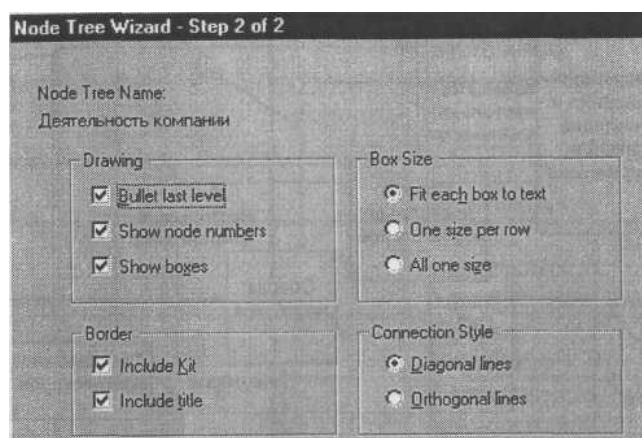 Node Tree Wizard - Step 2 of 2
Node Tree Name:
Деятельность компании
Drawing
Bullet last level
Show node numbers
Show boxes
Box Size
Fit each box to text
One size per row
All one size
Border
Include Kit
Include title
Connection Style
Diagonal lines
Orthogonal lines